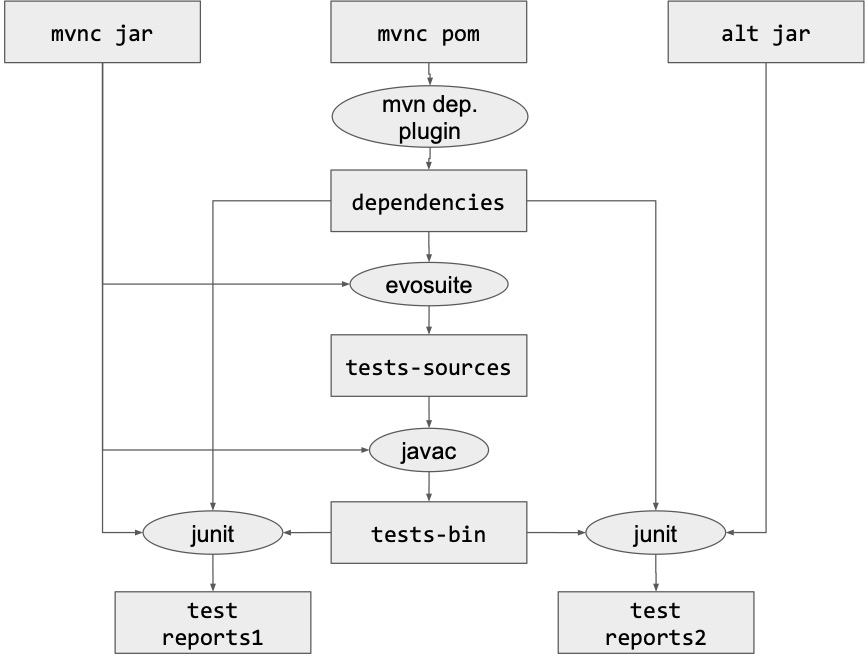 mvnc jar
mvnc pom
alt jar
mvn dep.
plugin
dependencies
evosuite
tests-sources
javac
junit
tests-bin
junit
test
reports1
test
reports2